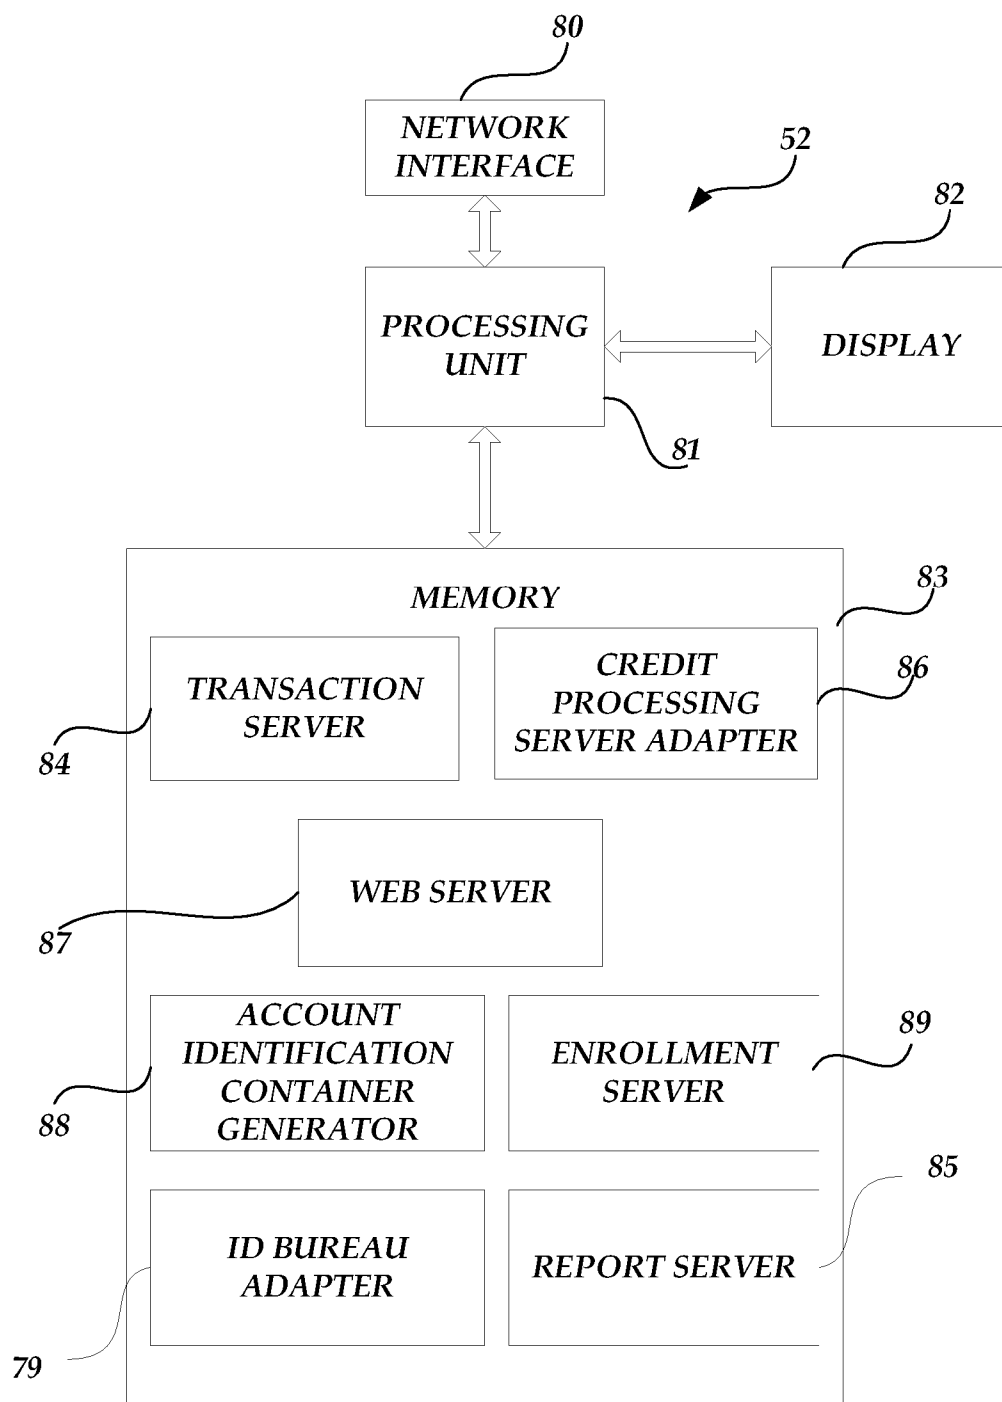 80
NETWORK
INTERFACE
52
82
PROCESSING
UNIT
DISPLAY
81
MEMORY
83
TRANSACTION
SERVER
CREDIT
PROCESSING
SERVER ADAPTER
86
84
WEB SERVER
87
ACCOUNT
IDENTIFICATION
CONTAINER
GENERATOR
ENROLLMENT
SERVER
89
88
ID BUREAU
ADAPTER
REPORT SERVER
85
79